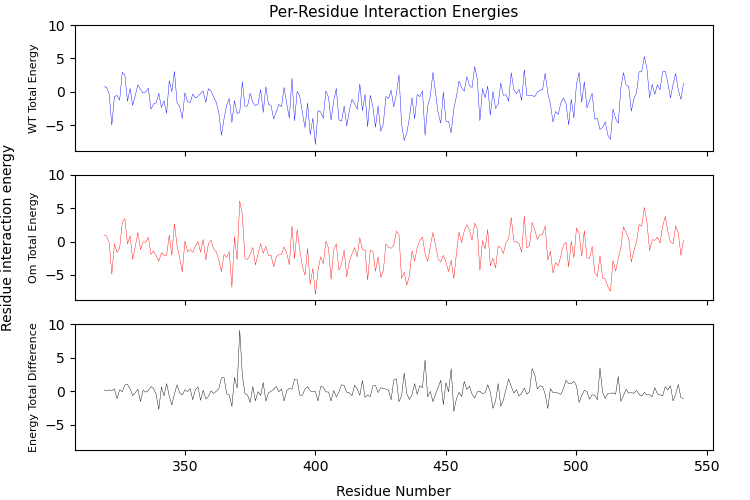 Per-Residue Interaction Energies
Residue interaction energy
WT Total Energy
10
5
0
−5
Om Total Energy
10
5
0
−5
Energy Total Difference
10
5
0
−5
350 400 450 500 550
Residue Number